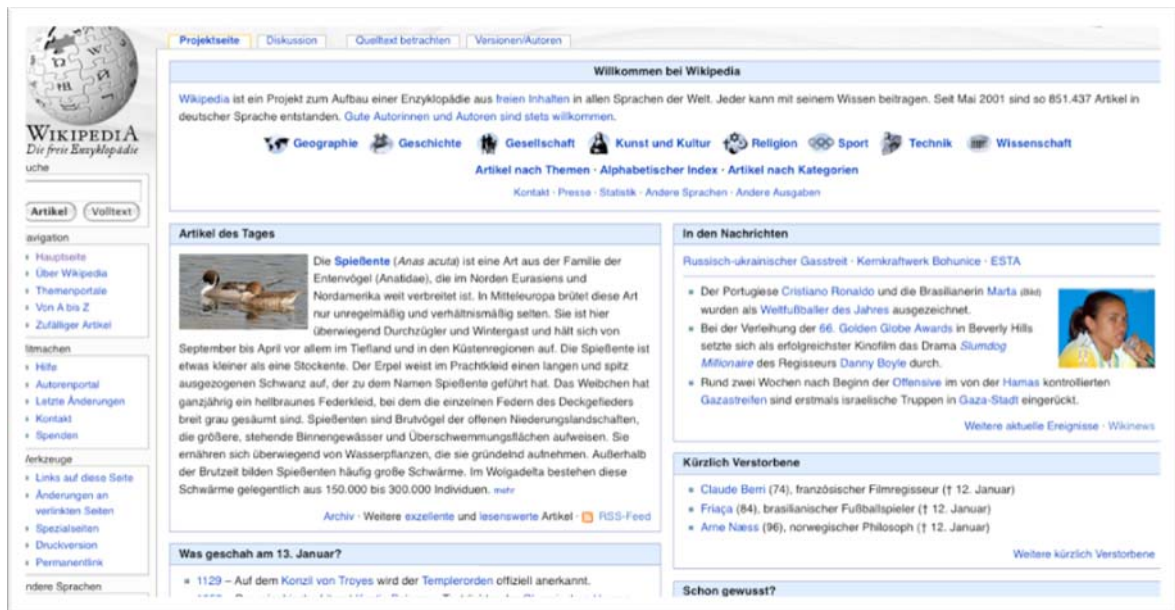 Projektseite Diskussion Quelltext betrachten Versionen/Autoren
WIKIPEDIA
Die freie Enzyklopädie
uche
Artikel Volltext
avigation
Hauptseite
Über Wikipedia
Themenportale
Von A bis Z
Zufälliger Artikel
litmachen
Hilfe
Autorenportal
Letzte Änderungen
Kontakt
Spenden
Werkzeuge
Links auf diese Seite
Änderungen an
verlinkten Seiten
Spezialseiten
Druckversion
Permanentlink
ndere Sprachen
Willkommen bei Wikipedia
Wikipedia ist ein Projekt zum Aufbau einer Enzyklopädie aus freien Inhalten in allen Sprachen der Welt. Jeder kann mit seinem Wissen beitragen. Seit Mai 2001 sind so 851.437 Artikel in
deutscher Sprache entstanden. Gute Autorinnen und Autoren sind stets willkommen.
Geographie Geschichte Gesellschaft Kunst und Kultur Religion Sport Technik Wissenschaft
Artikel nach Themen · Alphabetischer Index · Artikel nach Kategorien
Kontakt · Presse · Statistik · Andere Sprachen · Andere Ausgaben
Artikel des Tages
Die Spießente (Anas acuta) ist eine Art aus der Familie der
Entenvögel (Anatidae), die im Norden Eurasiens und
Nordamerika weit verbreitet ist. In Mitteleuropa brütet diese Art
nur unregelmäßig und verhältnismäßig selten. Sie ist hier
überwiegend Durchzügler und Wintergast und hält sich von
September bis April vor allem im Tiefland und in den Küstenregionen auf. Die Spießente ist
etwas kleiner als eine Stockente. Der Erpel weist im Prachtkleid einen langen und spitz
ausgezogenen Schwanz auf, der zu dem Namen Spießente geführt hat. Das Weibchen hat
ganzjährig ein hellbraunes Federkleid, bei dem die einzelnen Federn des Deckgefieders
breit grau gesäumt sind. Spießenten sind Brutvögel der offenen Niederungslandschaften,
die größere, stehende Binnengewässer und Überschwemmungsflächen aufweisen. Sie
ernähren sich überwiegend von Wasserpflanzen, die sie gründelnd aufnehmen. Außerhalb
der Brutzeit bilden Spießenten häufig große Schwärme. Im Wolgadelta bestehen diese
Schwärme gelegentlich aus 150.000 bis 300.000 Individuen. mehr
Archiv · Weitere exzellente und lesenswerte Artikel · RSS-Feed
Was geschah am 13. Januar?
1129 – Auf dem Konzil von Troyes wird der Templerorden offiziell anerkannt.
In den Nachrichten
Russisch-ukrainischer Gasstreit · Kernkraftwerk Bohunice · ESTA
Der Portugiese Cristiano Ronaldo und die Brasilianerin Marta (Bild)
wurden als Weltfußballer des Jahres ausgezeichnet.
Bei der Verleihung der 66. Golden Globe Awards in Beverly Hills
setzte sich als erfolgreichster Kinofilm das Drama Slumdog
Millionaire des Regisseurs Danny Boyle durch.
Rund zwei Wochen nach Beginn der Offensive im von der Hamas kontrollierten
Gazastreifen sind erstmals israelische Truppen in Gaza-Stadt eingerückt.
Weitere aktuelle Ereignisse · Wikinews
Kürzlich Verstorbene
Claude Berri (74), französischer Filmregisseur († 12. Januar)
Friaça (84), brasilianischer Fußballspieler († 12. Januar)
Arne Næss (96), norwegischer Philosoph († 12. Januar)
Weitere kürzlich Verstorbene
Schon gewusst?